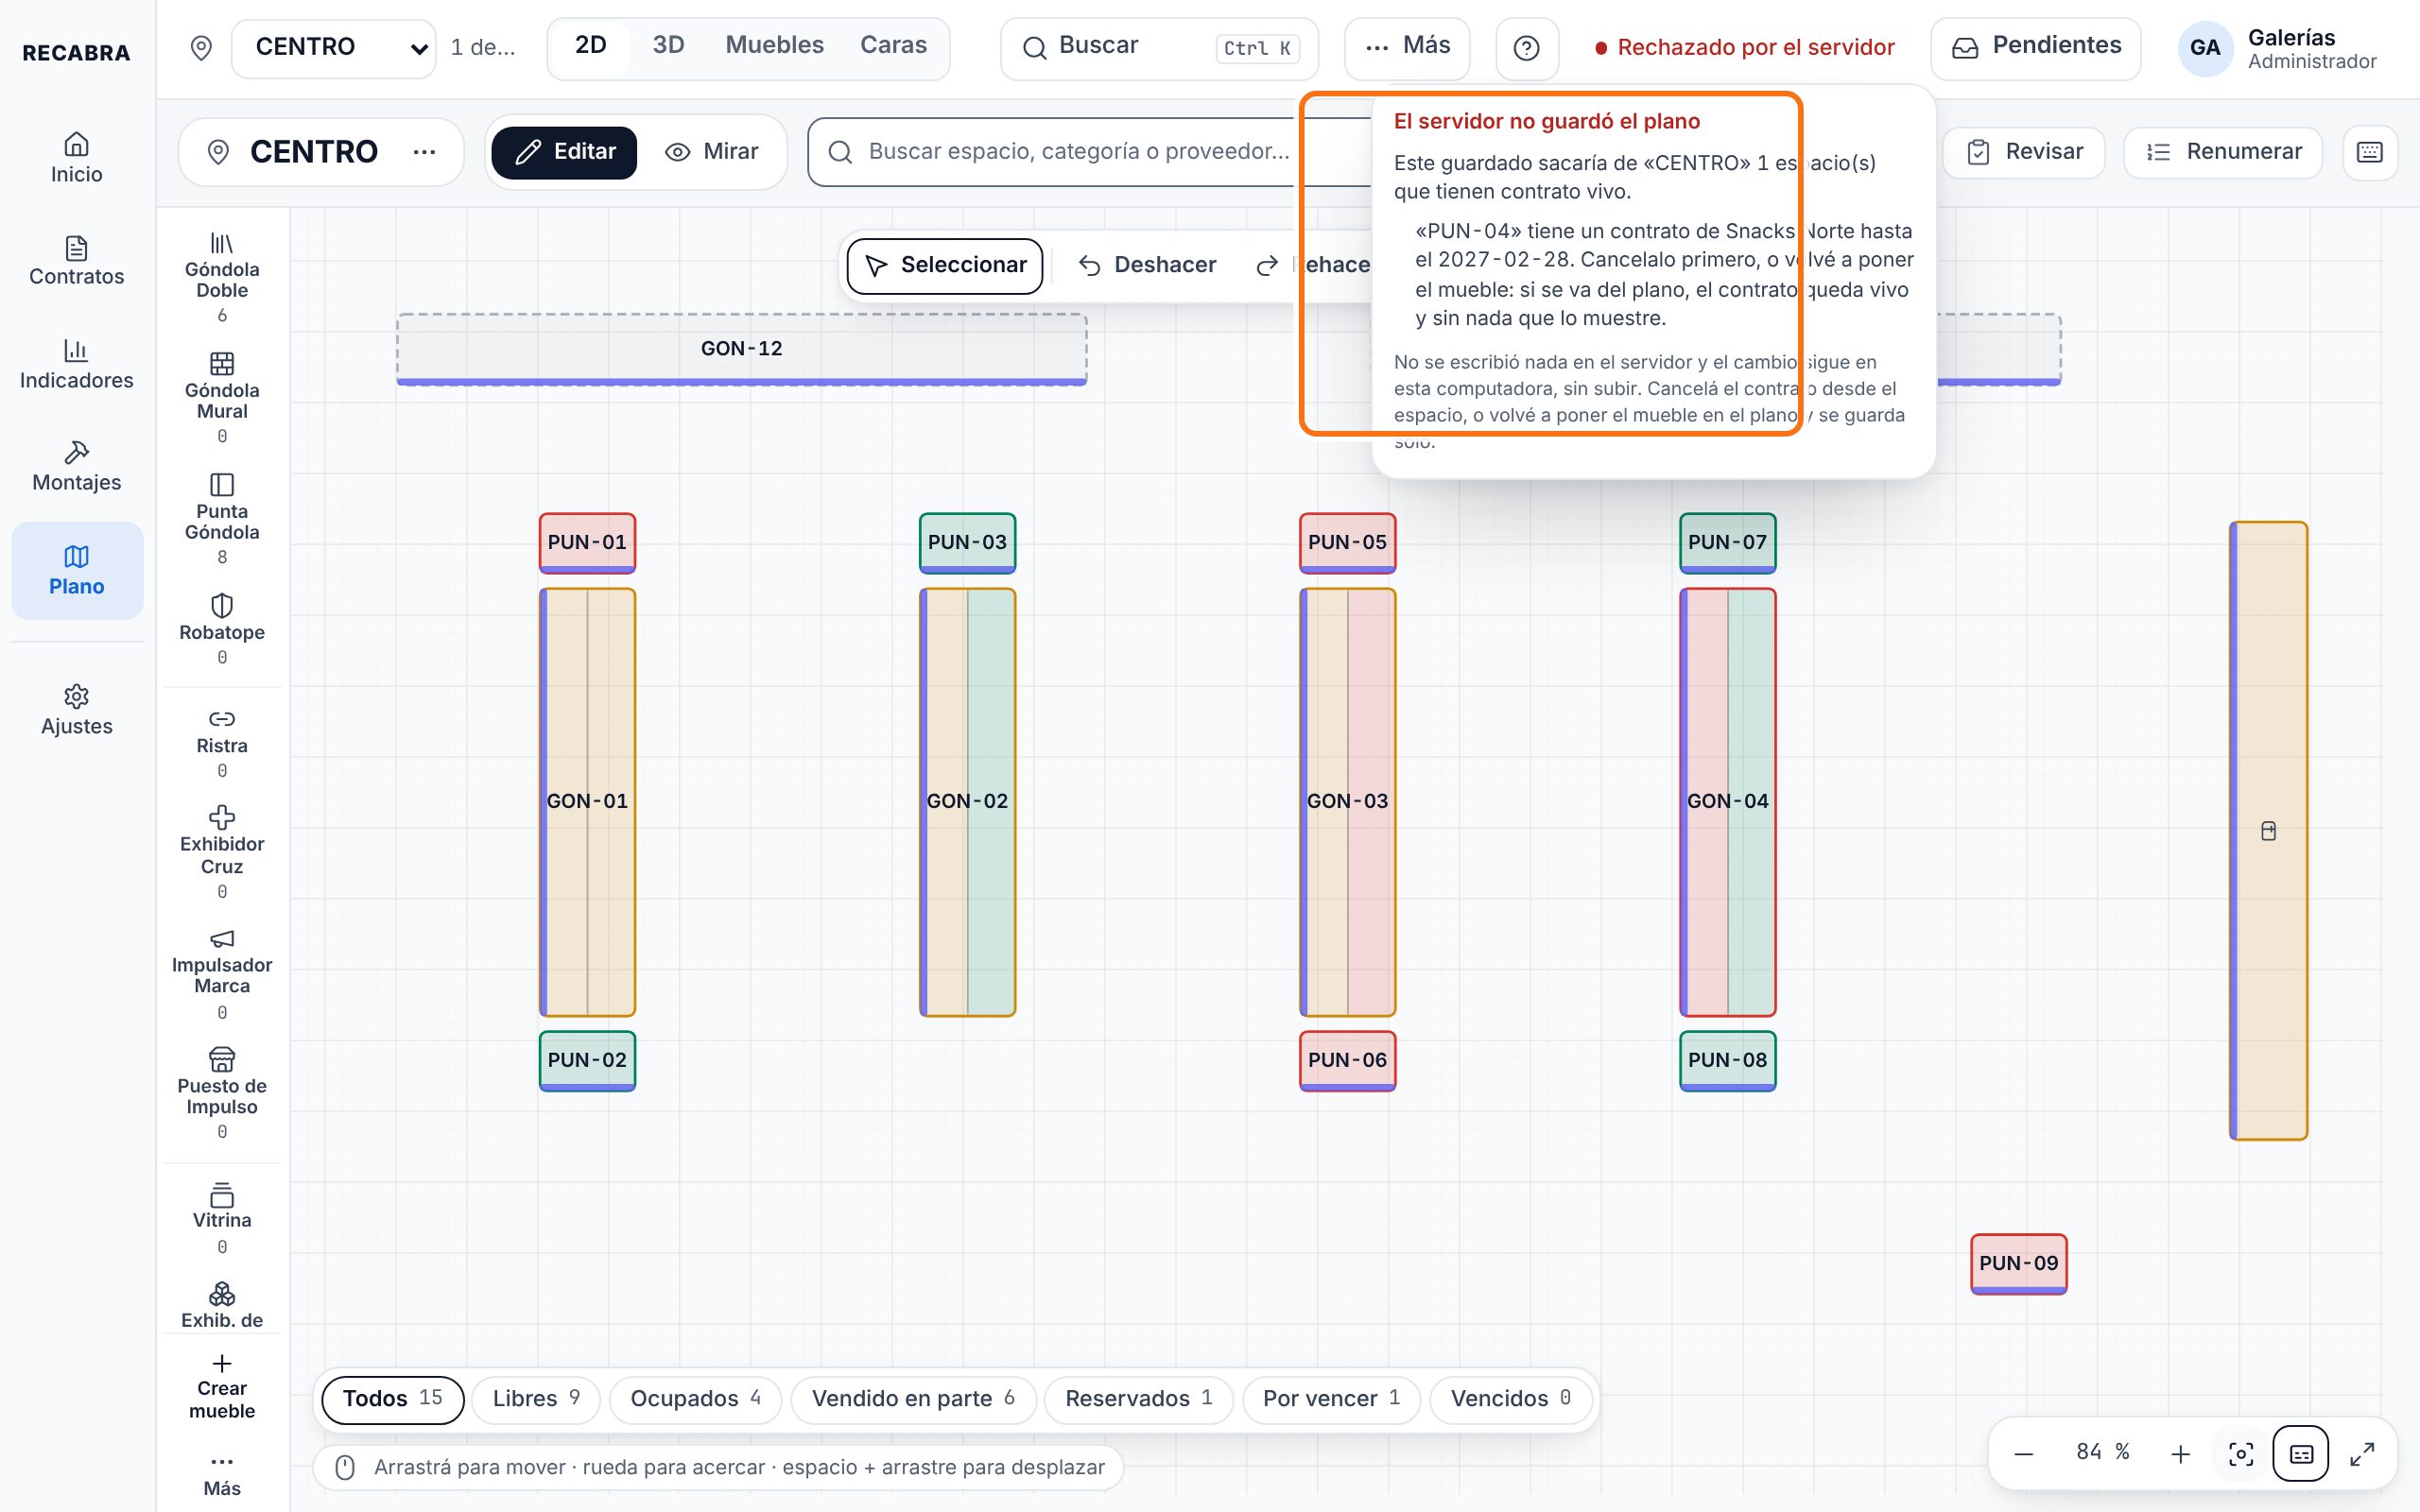 RECABRA
CENTRO
1 de...
2D
3D
Muebles
Caras
Buscar
Ctrl K
Más
Rechazado por el servidor
Pendientes
GA
Galerías
Administrador
Inicio
Contratos
Indicadores
Montajes
Plano
Ajustes
CENTRO
Editar
Mirar
Buscar espacio, categoría o proveedor...
Revisar
Renumerar
El servidor no guardó el plano
Este guardado sacaría de «CENTRO» 1 espacio(s)
que tienen contrato vivo.
«PUN-04» tiene un contrato de Snacks Norte hasta
el 2027-02-28. Cancelalo primero, o volvé a poner
el mueble: si se va del plano, el contrato queda vivo
y sin nada que lo muestre.
No se escribió nada en el servidor y el cambio sigue en
esta computadora, sin subir. Cancelá el contrato desde el
espacio, o volvé a poner el mueble en el plano y se guarda
solo.
Seleccionar
Deshacer
Rehace
Góndola
Doble
6
Góndola
Mural
0
Punta
Góndola
8
Robatope
0
Ristra
0
Exhibidor
Cruz
0
Impulsador
Marca
0
Puesto de
Impulso
0
Vitrina
0
Exhib. de
Crear
mueble
Más
GON-12
PUN-01
PUN-03
PUN-05
PUN-07
GON-01
GON-02
GON-03
GON-04
PUN-02
PUN-06
PUN-08
PUN-09
Todos 15
Libres 9
Ocupados 4
Vendido en parte 6
Reservados 1
Por vencer 1
Vencidos 0
Arrastrá para mover · rueda para acercar · espacio + arrastre para desplazar
84 %